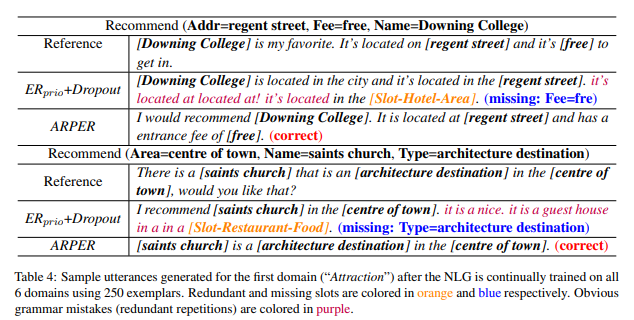 Recommend (Addr=regent street, Fee=free, Name=Downing College)
Reference
[Downing College] is my favorite. It's located on [regent street] and it's [free] to
get in.
ERprio+Dropout
[Downing College] is located in the city and it's located in the [regent street]. it's
located at located at! it's located in the [Slot-Hotel-Area]. (missing: Fee=fre)
ARPER
I would recommend [Downing College]. It is located at [regent street] and has a
entrance fee of [free]. (correct)
Recommend (Area=centre of town, Name=saints church, Type=architecture destination)
Reference
There is a [saints church] that is an [architecture destination] in the [centre of
town], would you like that?
ERprio+Dropout
I recommend [saints church] in the [centre of town]. it is a nice. it is a guest house
in a in a [Slot-Restaurant-Food]. (missing: Type=architecture destination)
ARPER
[saints church] is a [architecture destination] in the [centre of town]. (correct)
Table 4: Sample utterances generated for the first domain (“Attraction”) after the NLG is continually trained on all
6 domains using 250 exemplars. Redundant and missing slots are colored in orange and blue respectively. Obvious
grammar mistakes (redundant repetitions) are colored in purple.